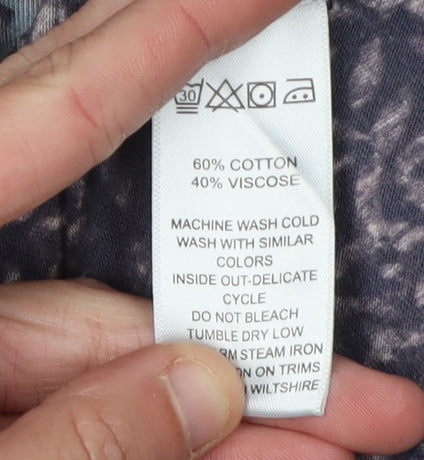 30
60% COTTON
40% VISCOSE
MACHINE WASH COLD
WASH WITH SIMILAR
COLORS
INSIDE OUT-DELICATE
CYCLE
DO NOT BLEACH
TUMBLE DRY LOW
STEAM IRON
ON TRIMS
WILTSHIRE